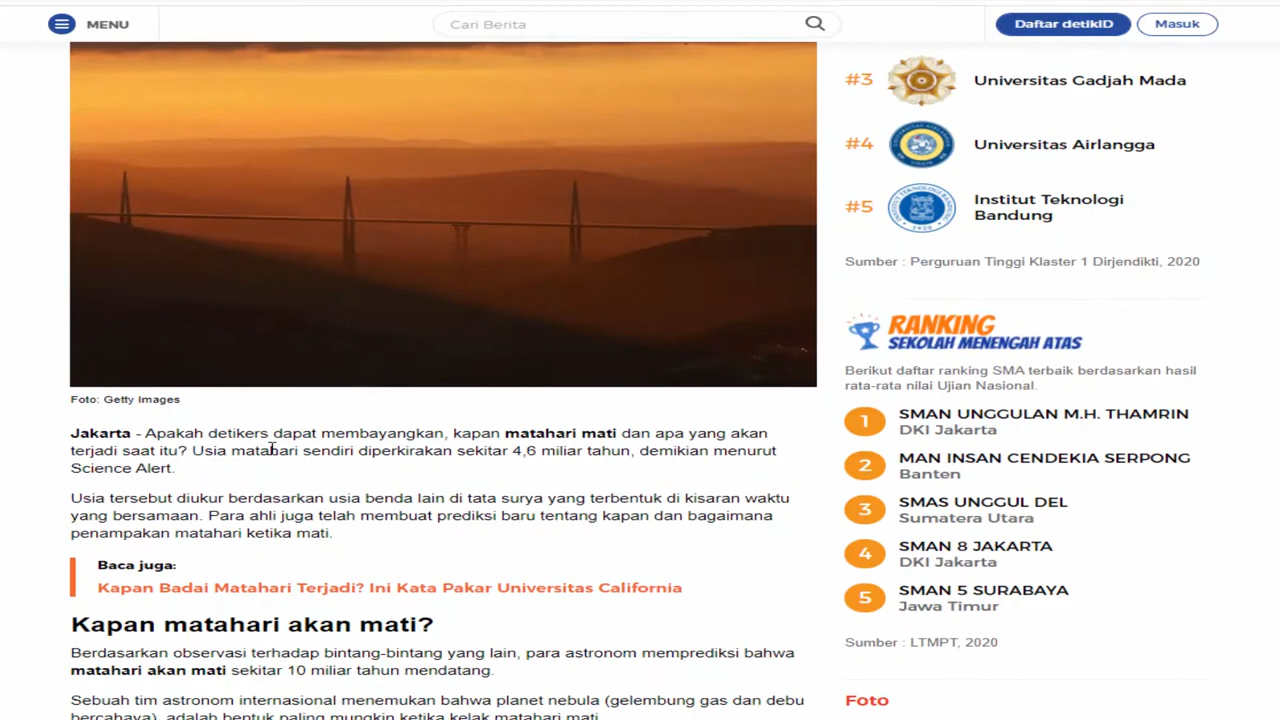 MENU
Cari Berita
Daftar detikID
Masuk
Foto: Getty Images
Jakarta - Apakah detikers dapat membayangkan, kapan matahari mati dan apa yang akan
terjadi saat itu? Usia matahari sendiri diperkirakan sekitar 4,6 miliar tahun, demikian menurut
Science Alert.
Usia tersebut diukur berdasarkan usia benda lain di tata surya yang terbentuk di kisaran waktu
yang bersamaan. Para ahli juga telah membuat prediksi baru tentang kapan dan bagaimana
penampakan matahari ketika mati.
Baca juga:
Kapan Badai Matahari Terjadi? Ini Kata Pakar Universitas California
Kapan matahari akan mati?
Berdasarkan observasi terhadap bintang-bintang yang lain, para astronom memprediksi bahwa
matahari akan mati sekitar 10 miliar tahun mendatang.
Sebuah tim astronom internasional menemukan bahwa planet nebula (gelembung gas dan debu
bercahaya), adalah bentuk paling mungkin ketika kelak matahari mati.
#3 Universitas Gadjah Mada
#4 Universitas Airlangga
#5 Institut Teknologi
Bandung
Sumber : Perguruan Tinggi Klaster 1 Dirjendikti, 2020
RANKING
SEKOLAH MENENGAH ATAS
Berikut daftar ranking SMA terbaik berdasarkan hasil
rata-rata nilai Ujian Nasional.
1 SMAN UNGGULAN M.H. THAMRIN
DKI Jakarta
2 MAN INSAN CENDEKIA SERPONG
Banten
3 SMAS UNGGUL DEL
Sumatera Utara
4 SMAN 8 JAKARTA
DKI Jakarta
5 SMAN 5 SURABAYA
Jawa Timur
Sumber : LTMPT, 2020
Foto